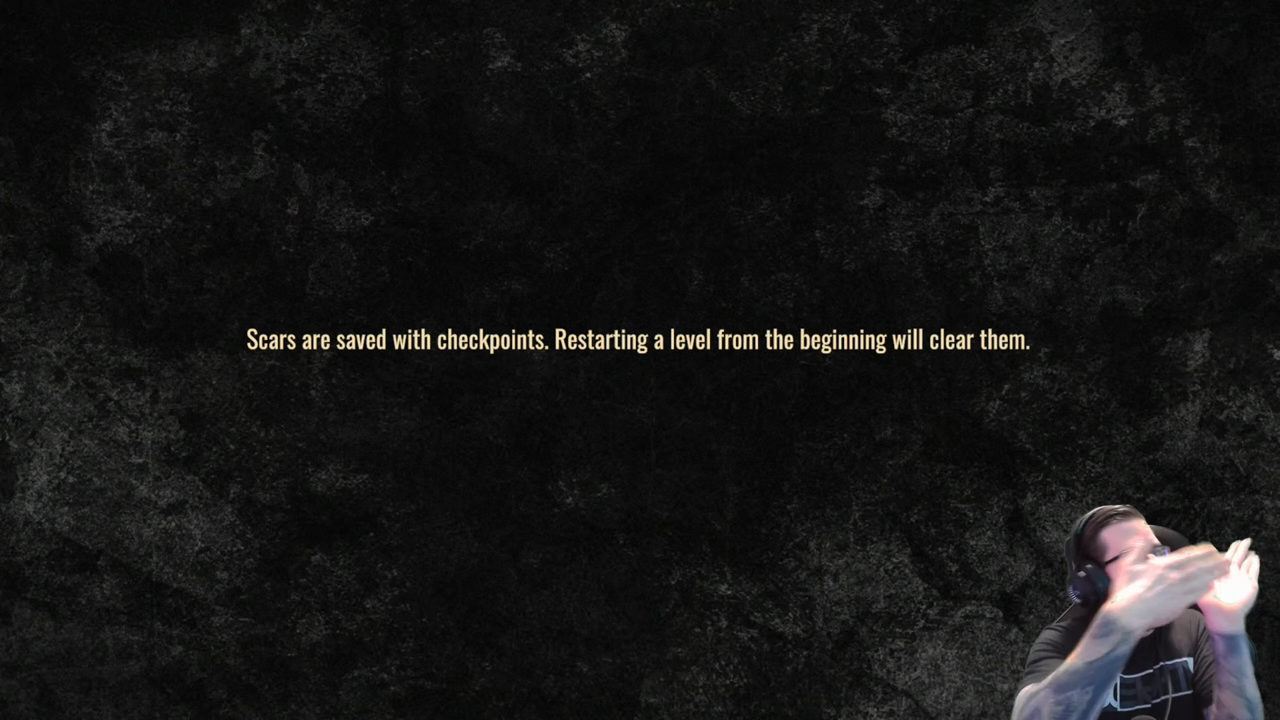 Scars are saved with checkpoints. Restarting a level from the beginning will clear them.